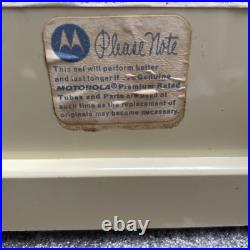 Please Note
This set will perform better
and last longer if ... Genuine
MOTOROLA® Premium Rated
Tubes and Parts are used at
such time as the replacement of
originals may become necessary.